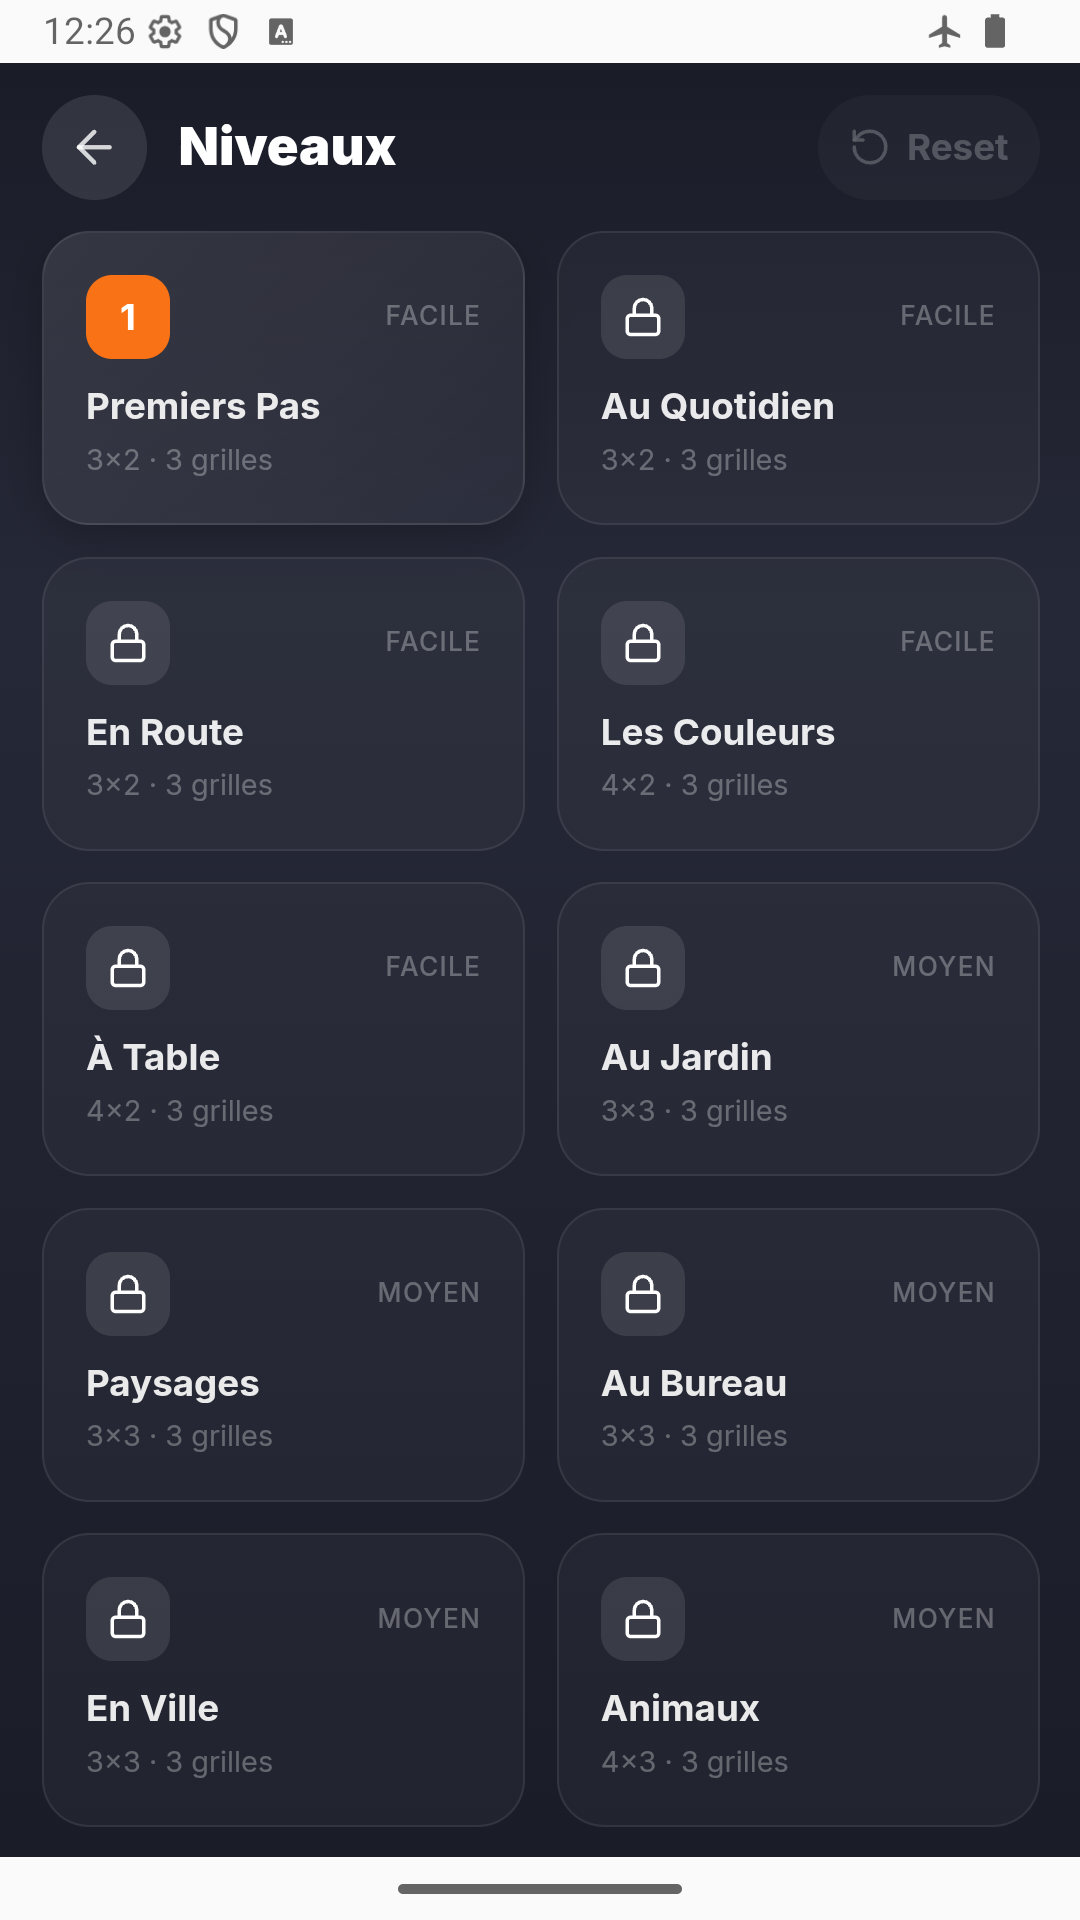 12:26
Niveaux
Reset
1
FACILE
Premiers Pas
3×2 · 3 grilles
FACILE
Au Quotidien
3×2 · 3 grilles
FACILE
En Route
3×2 · 3 grilles
FACILE
Les Couleurs
4×2 · 3 grilles
FACILE
À Table
4×2 · 3 grilles
MOYEN
Au Jardin
3×3 · 3 grilles
MOYEN
Paysages
3×3 · 3 grilles
MOYEN
Au Bureau
3×3 · 3 grilles
MOYEN
En Ville
3×3 · 3 grilles
MOYEN
Animaux
4×3 · 3 grilles